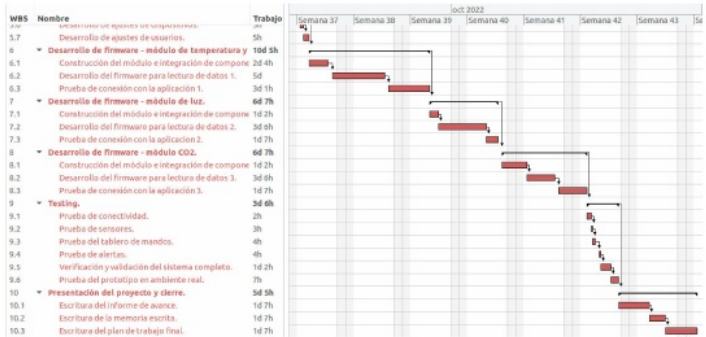 oct 2022
WBS Nombre Trabajo Semana 37 Semana 38 Semana 39 Semana 40 Semana 41 Semana 42 Semana 43 Se
5.6 Desarrollo de ajustes de dispositivos. 5h
5.7 Desarrollo de ajustes de usuarios. 5h
6 Desarrollo de firmware - módulo de temperatura y 10d 5h
6.1 Construcción del módulo e integración de compone 2d 4h
6.2 Desarrollo del firmware para lectura de datos 1. 5d
6.3 Prueba de conexión con la aplicación 1. 3d 1h
7 Desarrollo de firmware - módulo de luz. 6d 7h
7.1 Construcción del módulo e integración de compone 1d 2h
7.2 Desarrollo del firmware para lectura de datos 2. 3d 6h
7.3 Prueba de conexión con la aplicacion 2. 1d 7h
8 Desarrollo de firmware - módulo CO2. 6d 7h
8.1 Construcción del módulo e integración de compone 1d 2h
8.2 Desarrollo del firmware para lectura de datos 3. 3d 6h
8.3 Prueba de conexión con la aplicación 3. 1d 7h
9 Testing. 3d 6h
9.1 Prueba de conectividad. 2h
9.2 Prueba de sensores. 3h
9.3 Prueba del tablero de mandos. 4h
9.4 Prueba de alertas. 4h
9.5 Verificación y validación del sistema completo. 1d 2h
9.6 Prueba del prototipo en ambiente real. 7h
10 Presentación del proyecto y cierre. 5d 5h
10.1 Escritura del informe de avance. 1d 7h
10.2 Escritura de la memoria escrita. 1d 7h
10.3 Escritura del plan de trabajo final. 1d 7h